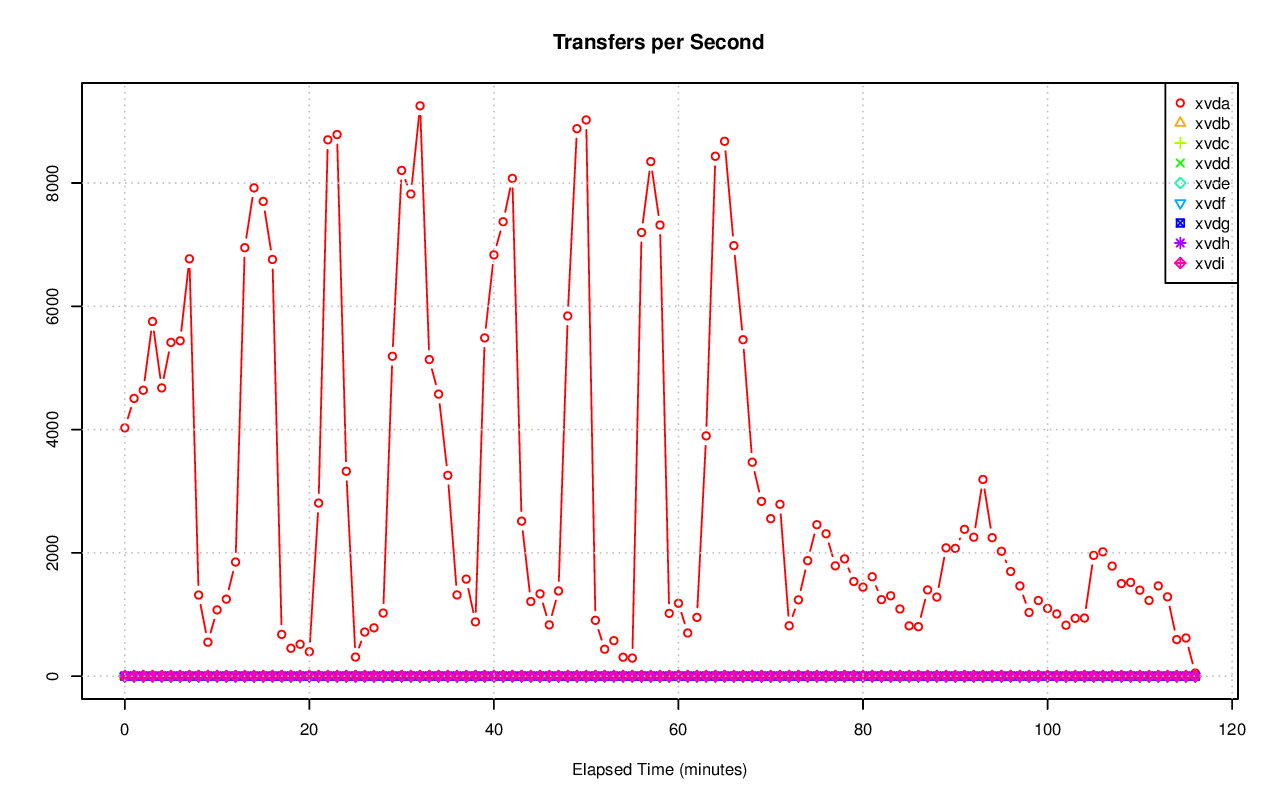 Transfers per Second
xvda
xvdb
xvdc
xvdd
xvde
xvdf
xvdg
xvdh
xvdi
8000
6000
4000
2000
0
0 20 40 60 80 100 120
Elapsed Time (minutes)